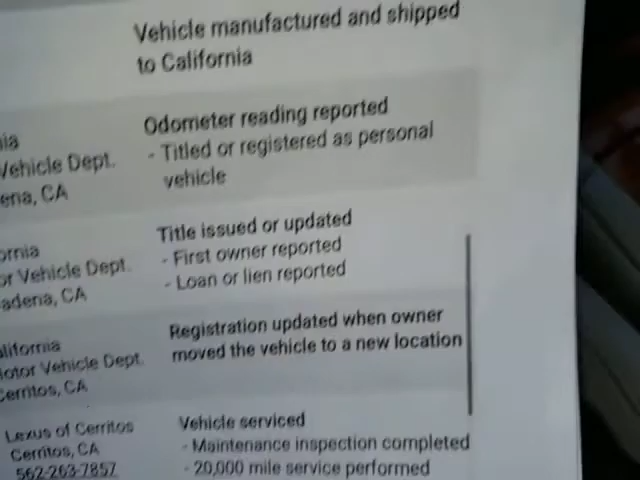 Vehicle manufactured and shipped
to California
Odometer reading reported
- Titled or registered as personal
vehicle
Vehicle Dept.
CA
Title issued or updated
- First owner reported
- Loan or lien reported
Vehicle Dept.
CA
Registration updated when owner
moved the vehicle to a new location
Vehicle Dept.
Cerritos, CA
Lexus of Cerritos
Cerritos, CA
562-263-7857
Vehicle serviced
- Maintenance inspection completed
- 20,000 mile service performed